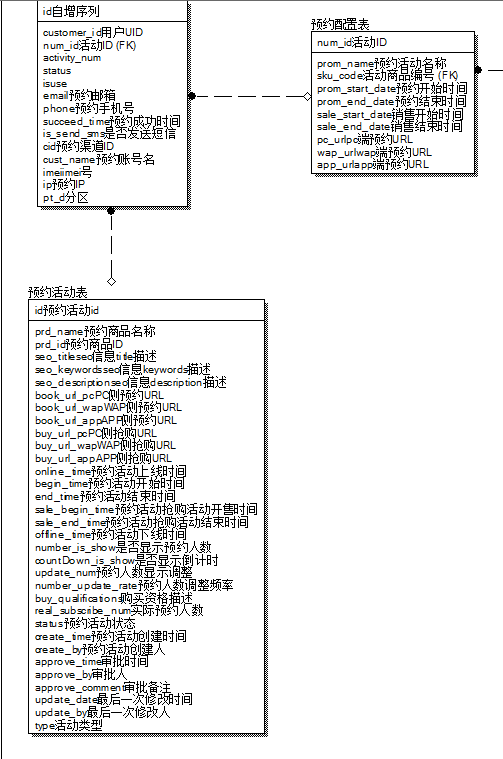 id自增序列
customer_id用户UID
num_id活动ID (FK)
activity_num
status
isuse
email预约邮箱
phone预约手机号
succeed_time预约成功时间
is_send_sms是否发送短信
cid预约渠道ID
cust_name预约账号名
imeiimei号
ip预约IP
pt_d分区
预约配置表
num_id活动ID
prom_name预约活动名称
sku_code活动商品编号 (FK)
prom_start_date预约开始时间
prom_end_date预约结束时间
sale_start_date销售开始时间
sale_end_date销售结束时间
pc_urlpc端预约URL
wap_urlwap端预约URL
app_urlapp端预约URL
预约活动表
id预约活动id
prd_name预约商品名称
prd_id预约商品ID
seo_titleseo信息title描述
seo_keywordsseo信息keywords描述
seo_descriptionseo信息description描述
book_url_pcPC侧预约URL
book_url_wapWAP侧预约URL
book_url_appAPP侧预约URL
buy_url_pcPC侧抢购URL
buy_url_wapWAP侧抢购URL
buy_url_appAPP侧抢购URL
online_time预约活动上线时间
begin_time预约活动开始时间
end_time预约活动结束时间
sale_begin_time预约活动抢购活动开售时间
sale_end_time预约活动抢购活动结束时间
offline_time预约活动下线时间
number_is_show是否显示预约人数
countDown_is_show是否显示倒计时
update_num预约人数显示调整
number_update_rate预约人数调整频率
buy_qualifications购买资格描述
real_subscribe_num实际预约人数
status预约活动状态
create_time预约活动创建时间
create_by预约活动创建人
approve_time审批时间
approve_by审批人
approve_comment审批备注
update_date最后一次修改时间
update_by最后一次修改人
type活动类型